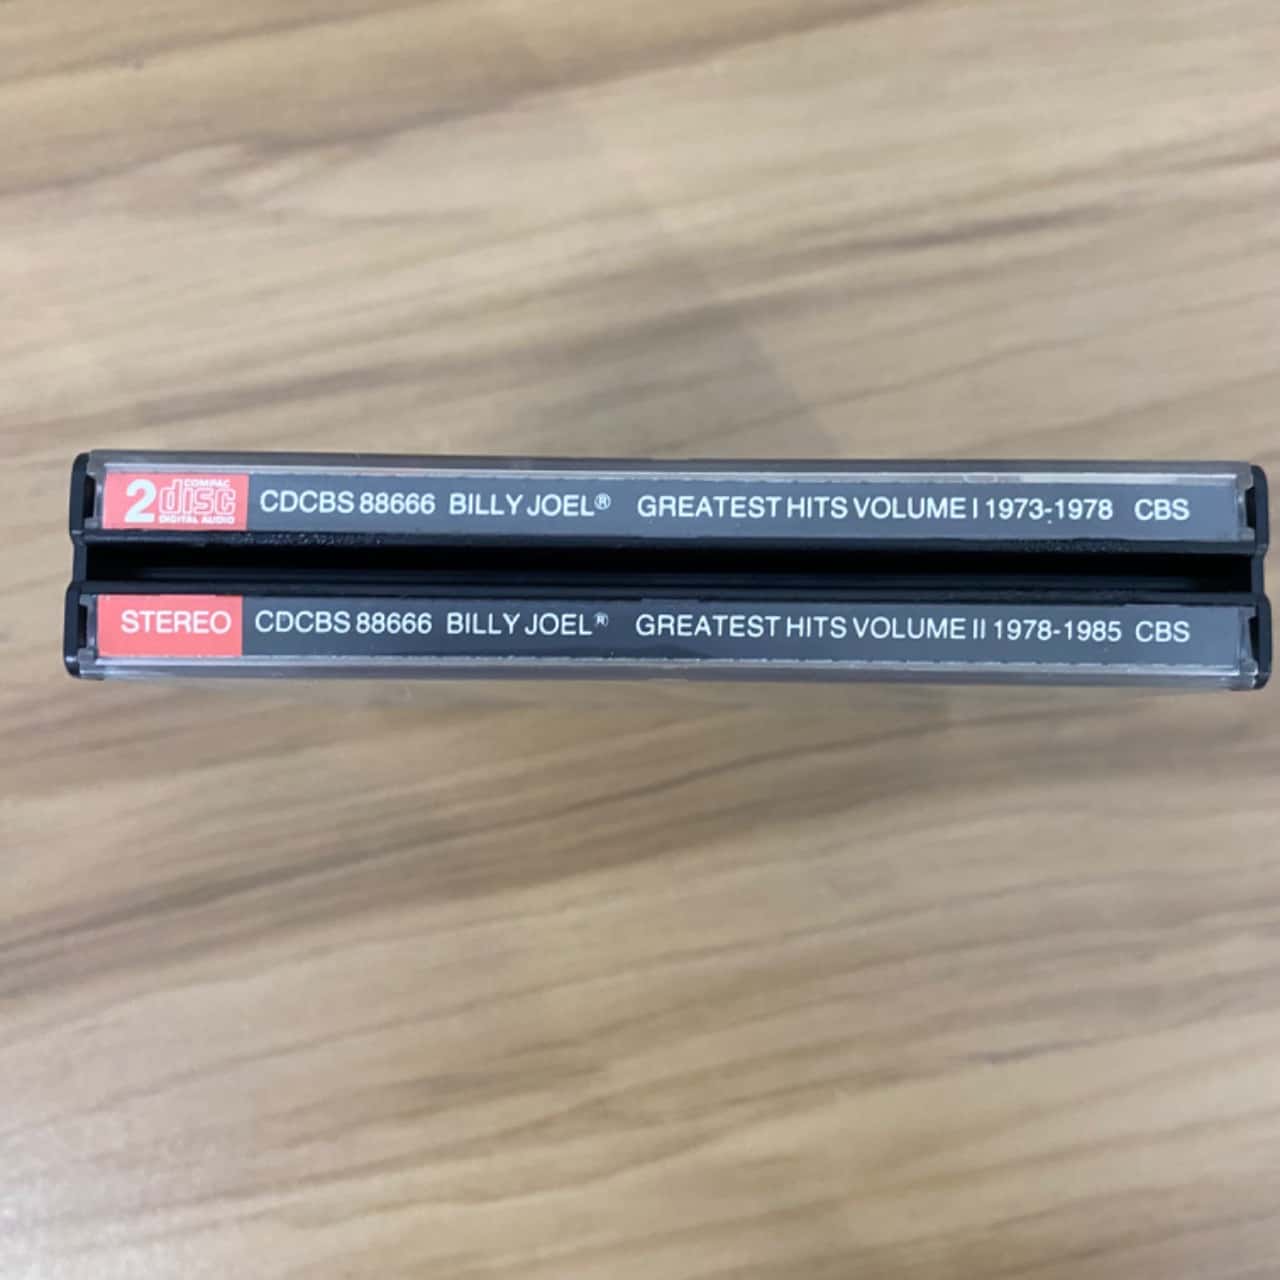 2 COMPACT disc DIGITAL AUDIO CDCBS 88666 BILLY JOEL® GREATEST HITS VOLUME I 1973-1978 CBS
STEREO CDCBS 88666 BILLY JOEL® GREATEST HITS VOLUME II 1978-1985 CBS